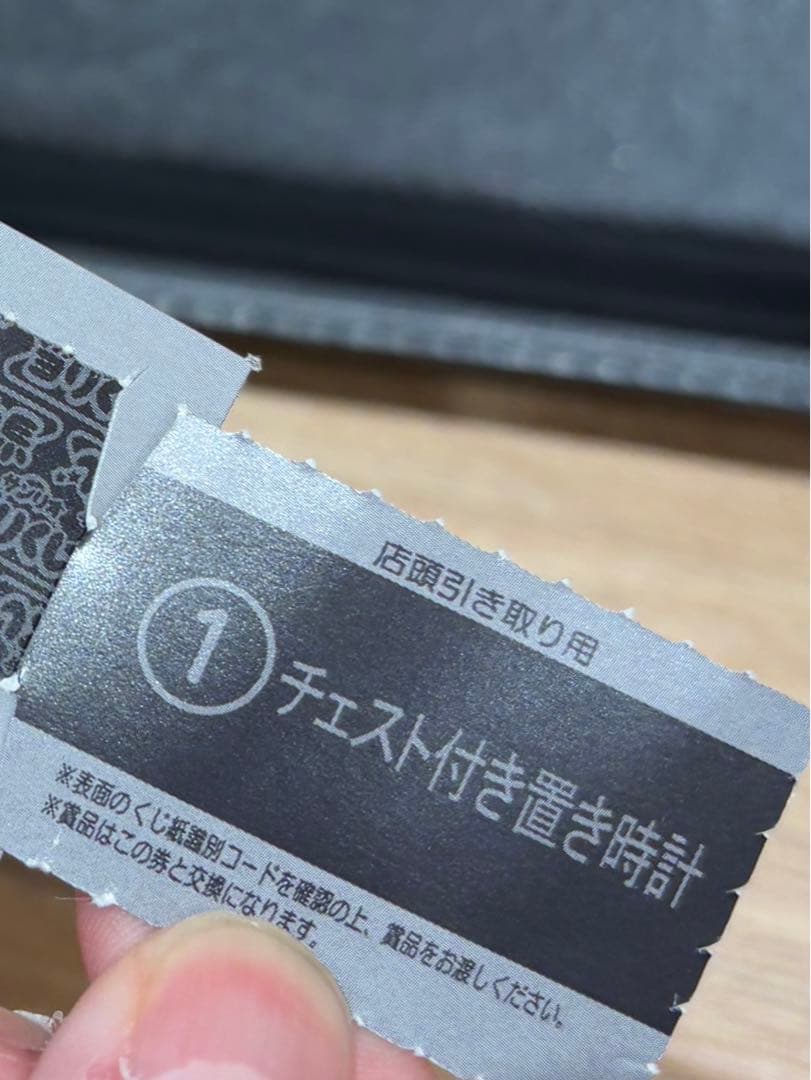 店頭引き取り用
① チェスト付き置き時計
※表面のくじ紙識別コードを確認の上、賞品をお渡しください。
※賞品はこの券と交換になります。